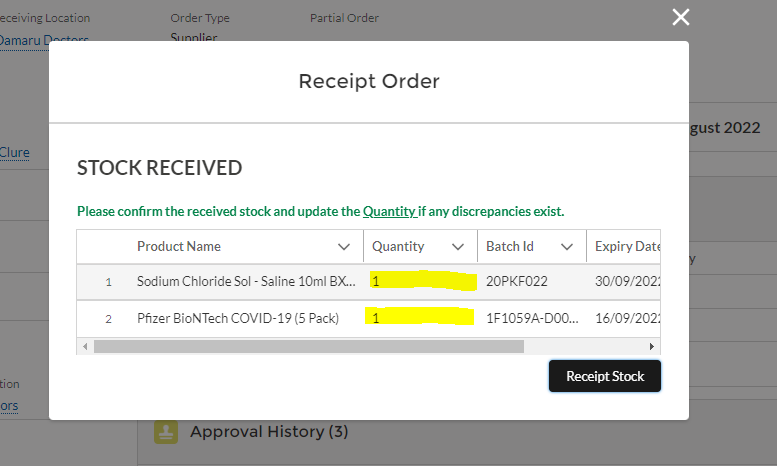 eceiving Location Order Type Partial Order
Damaru Doctors Supplier
Receipt Order
gust 2022
Clure
STOCK RECEIVED
Please confirm the received stock and update the Quantity if any discrepancies exist.
Product Name Quantity Batch Id Expiry Date
1 Sodium Chloride Sol - Saline 10ml BX... 1 20PKF022 30/09/2022
2 Pfizer BioNTech COVID-19 (5 Pack) 1 1F1059A-D00... 16/09/2022
y
Receipt Stock
tion
ors
Approval History (3)